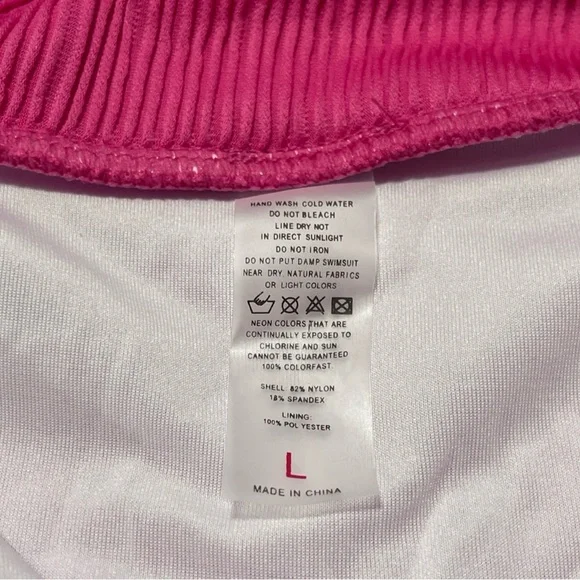 HAND WASH COLD WATER
DO NOT BLEACH
LINE DRY NOT
IN DIRECT SUNLIGHT
DO NOT IRON
DO NOT PUT DAMP SWIMSUIT
NEAR DRY, NATURAL FABRICS
OR LIGHT COLORS
NEON COLORS THAT ARE
CONTINUALLY EXPOSED TO
CHLORINE AND SUN
CANNOT BE GUARANTEED
100% COLORFAST.
SHELL: 82% NYLON
18% SPANDEX
LINING:
100% POLYESTER
L
MADE IN CHINA